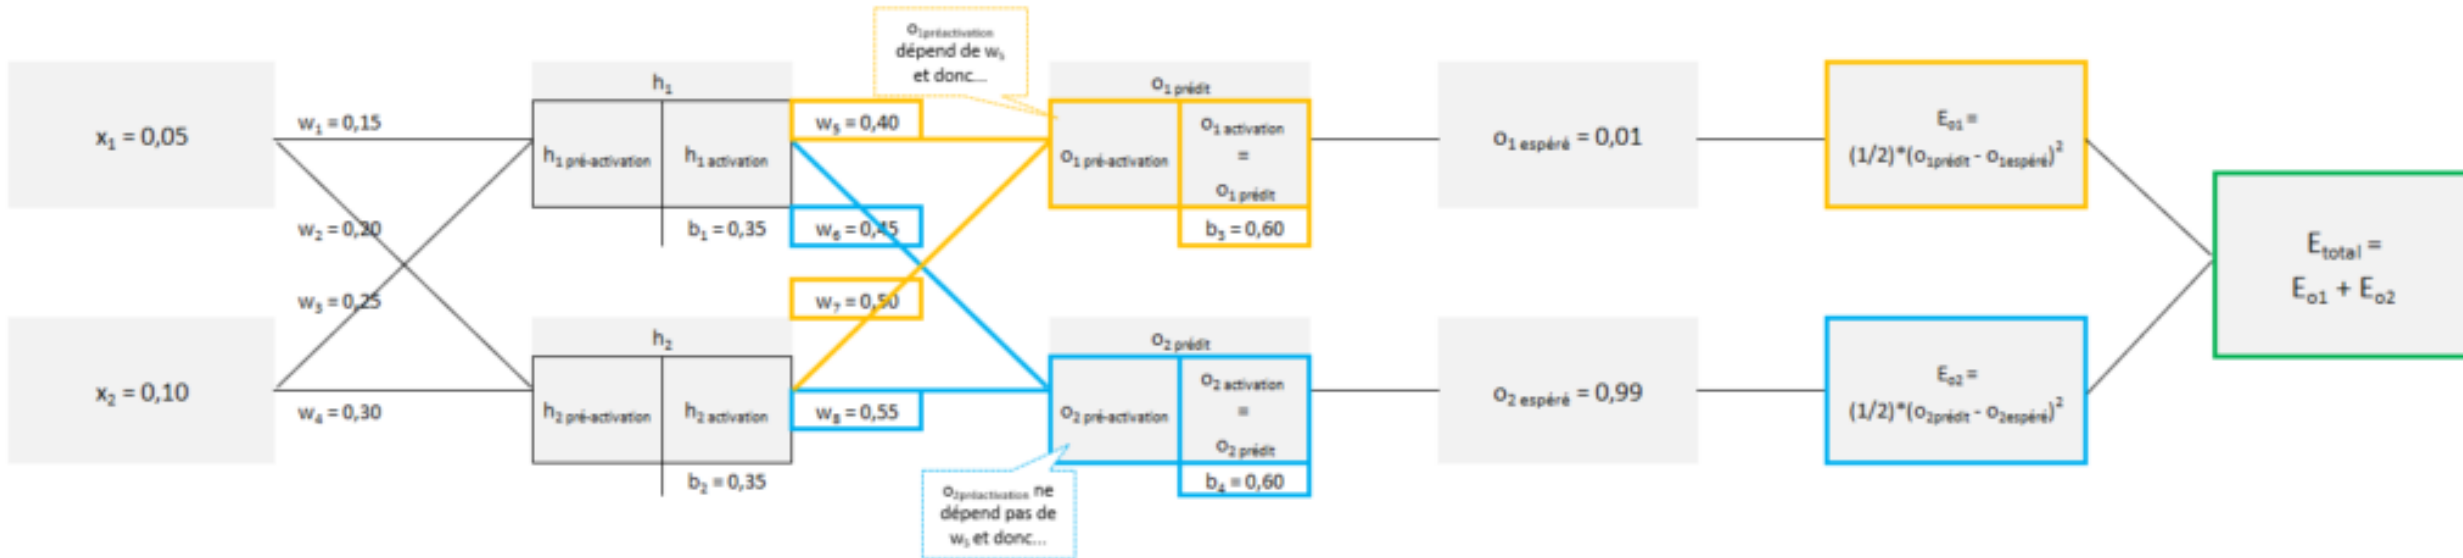 x₁ = 0,05
w₁ = 0,15
w₂ = 0,20
w₃ = 0,25
w₄ = 0,30
x₂ = 0,10
h₁
h₁ pré-activation
h₁ activation
b₁ = 0,35
h₂
h₂ pré-activation
h₂ activation
b₂ = 0,35
w₅ = 0,40
w₆ = 0,45
w₇ = 0,50
w₈ = 0,55
o₁préactivation
dépend de w₅
et donc...
o₁ prédit
o₁ pré-activation
o₁ activation
=
o₁ prédit
b₃ = 0,60
o₂ prédit
o₂ pré-activation
o₂ activation
=
o₂ prédit
b₄ = 0,60
o₂préactivation ne
dépend pas de
w₅ et donc...
o₁ espéré = 0,01
o₂ espéré = 0,99
Eₒ₁ =
(1/2)*(o₁prédit - o₁espéré)²
Eₒ₂ =
(1/2)*(o₂prédit - o₂espéré)²
Etotal =
Eₒ₁ + Eₒ₂